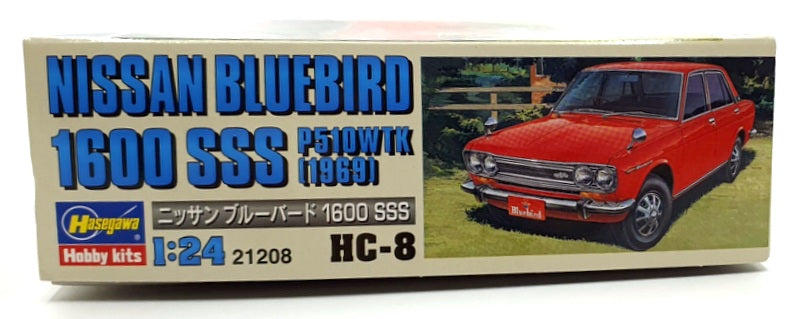 NISSAN BLUEBIRD
1600 SSS P510WTK
(1969)
Hasegawa
Hobby kits
ニッサン ブルーバード 1600 SSS
1:24 21208 HC-8
Bluebird